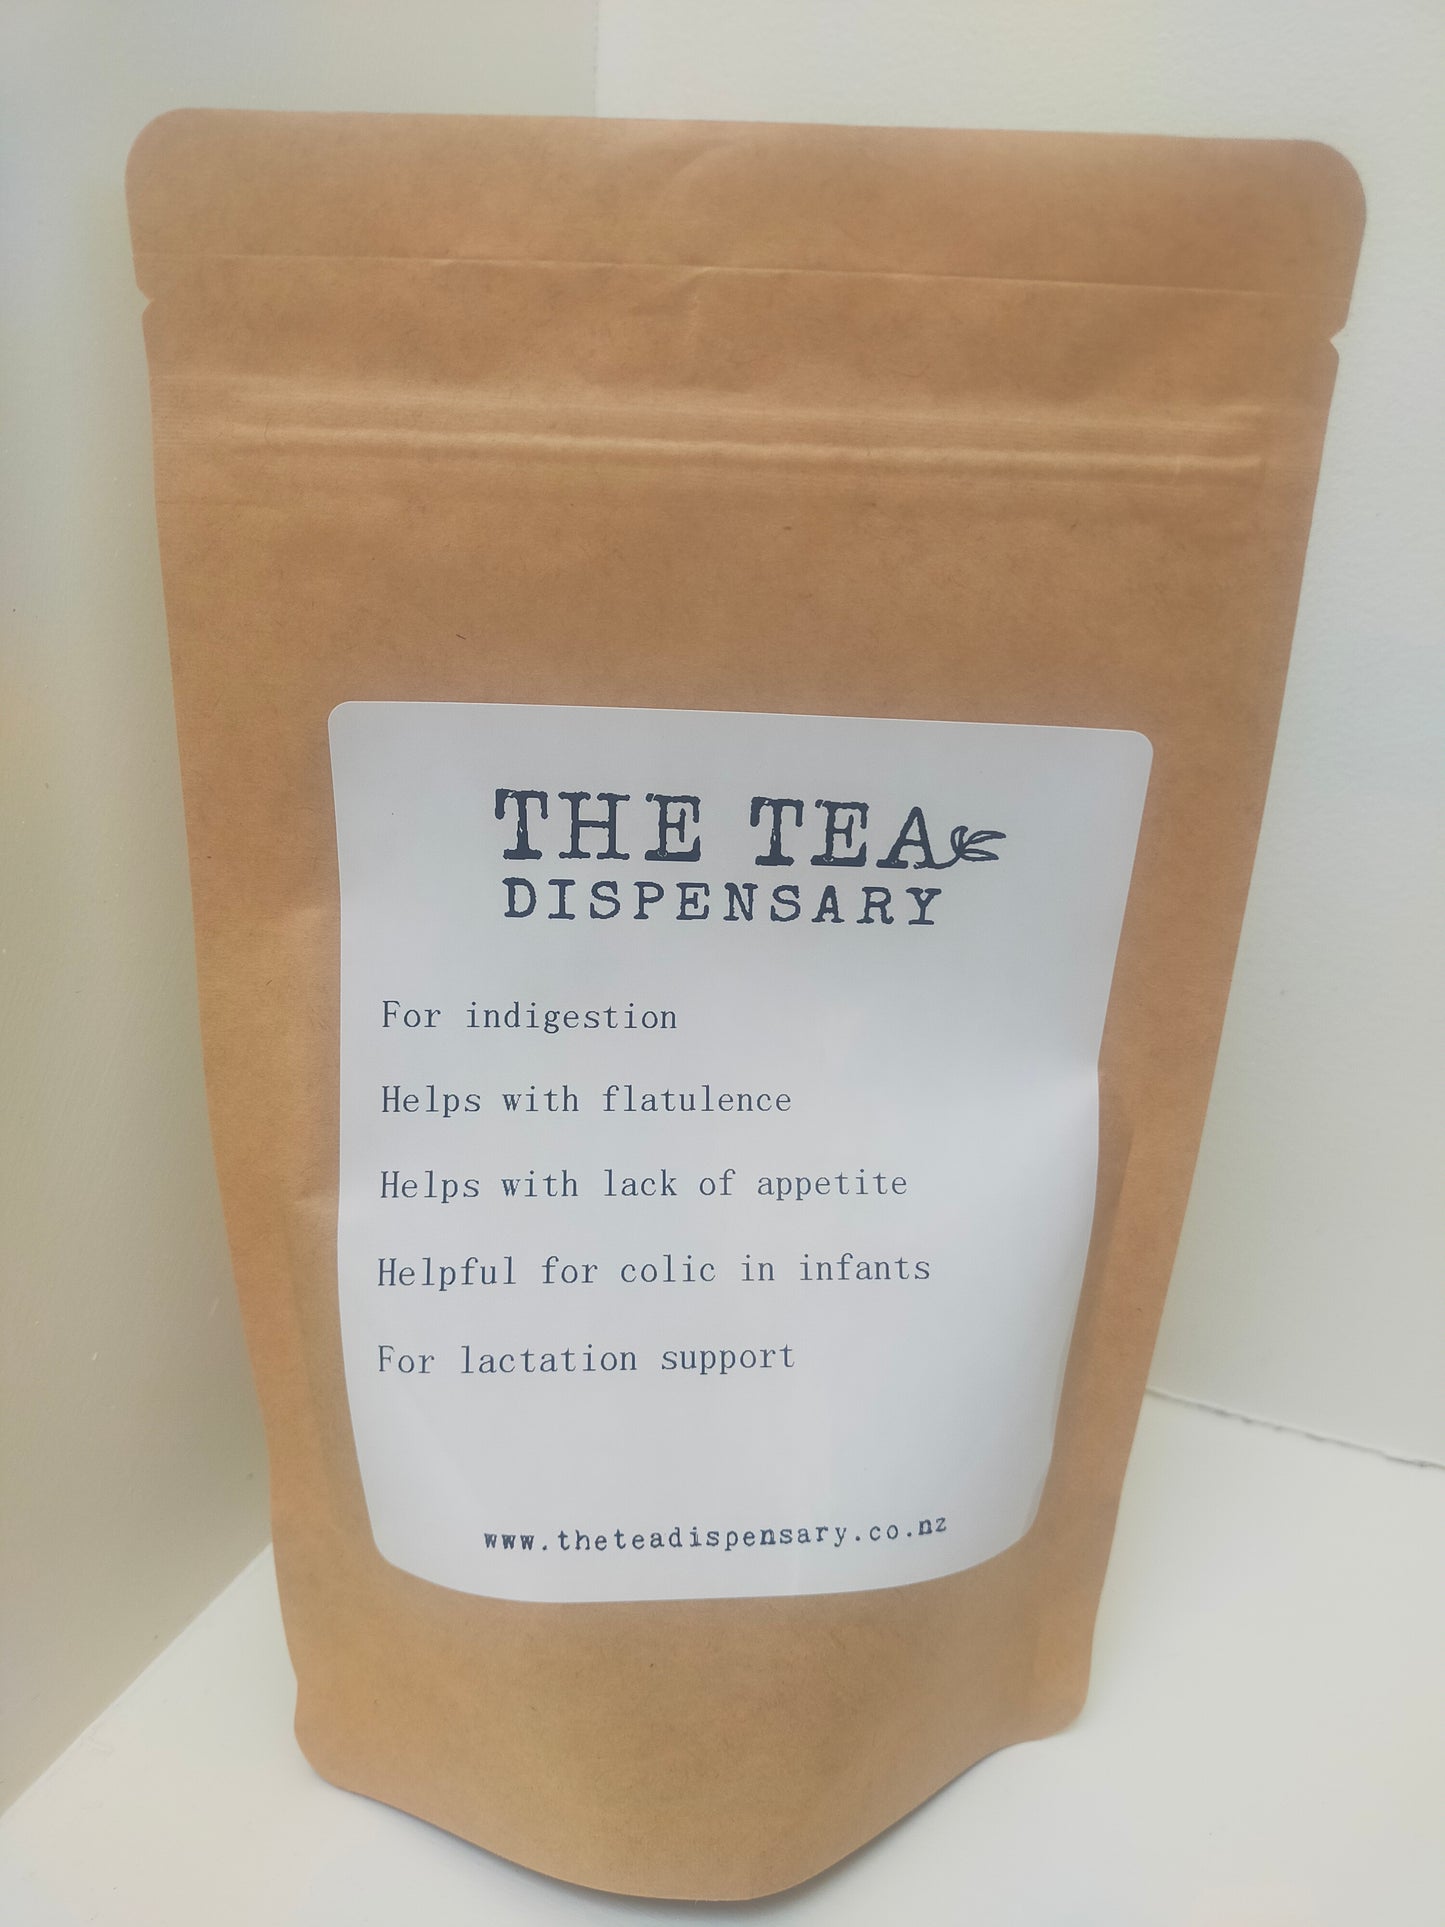 THE TEA
DISPENSARY
For indigestion
Helps with flatulence
Helps with lack of appetite
Helpful for colic in infants
For lactation support
www.theteadispensary.co.nz